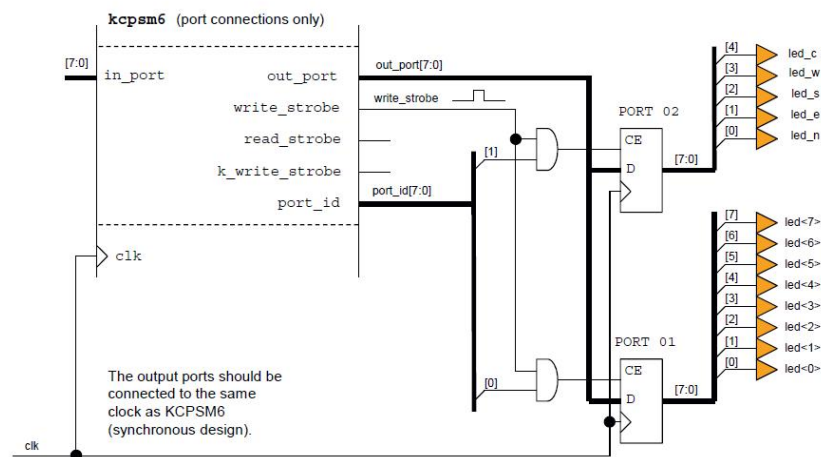 kcpsm6 (port connections only)
[7:0]
in_port
out_port
out_port[7:0]
write_strobe
write_strobe
read_strobe
k_write_strobe
port_id
port_id[7:0]
clk
[1]
PORT 02
CE
D
[7:0]
[4]
led_c
[3]
led_w
[2]
led_s
[1]
led_e
[0]
led_n
[7]
led<7>
[6]
led<6>
[5]
led<5>
[4]
led<4>
[3]
led<3>
[2]
led<2>
[1]
led<1>
[0]
led<0>
PORT 01
CE
D
[7:0]
[0]
The output ports should be
connected to the same
clock as KCPSM6
(synchronous design).
clk